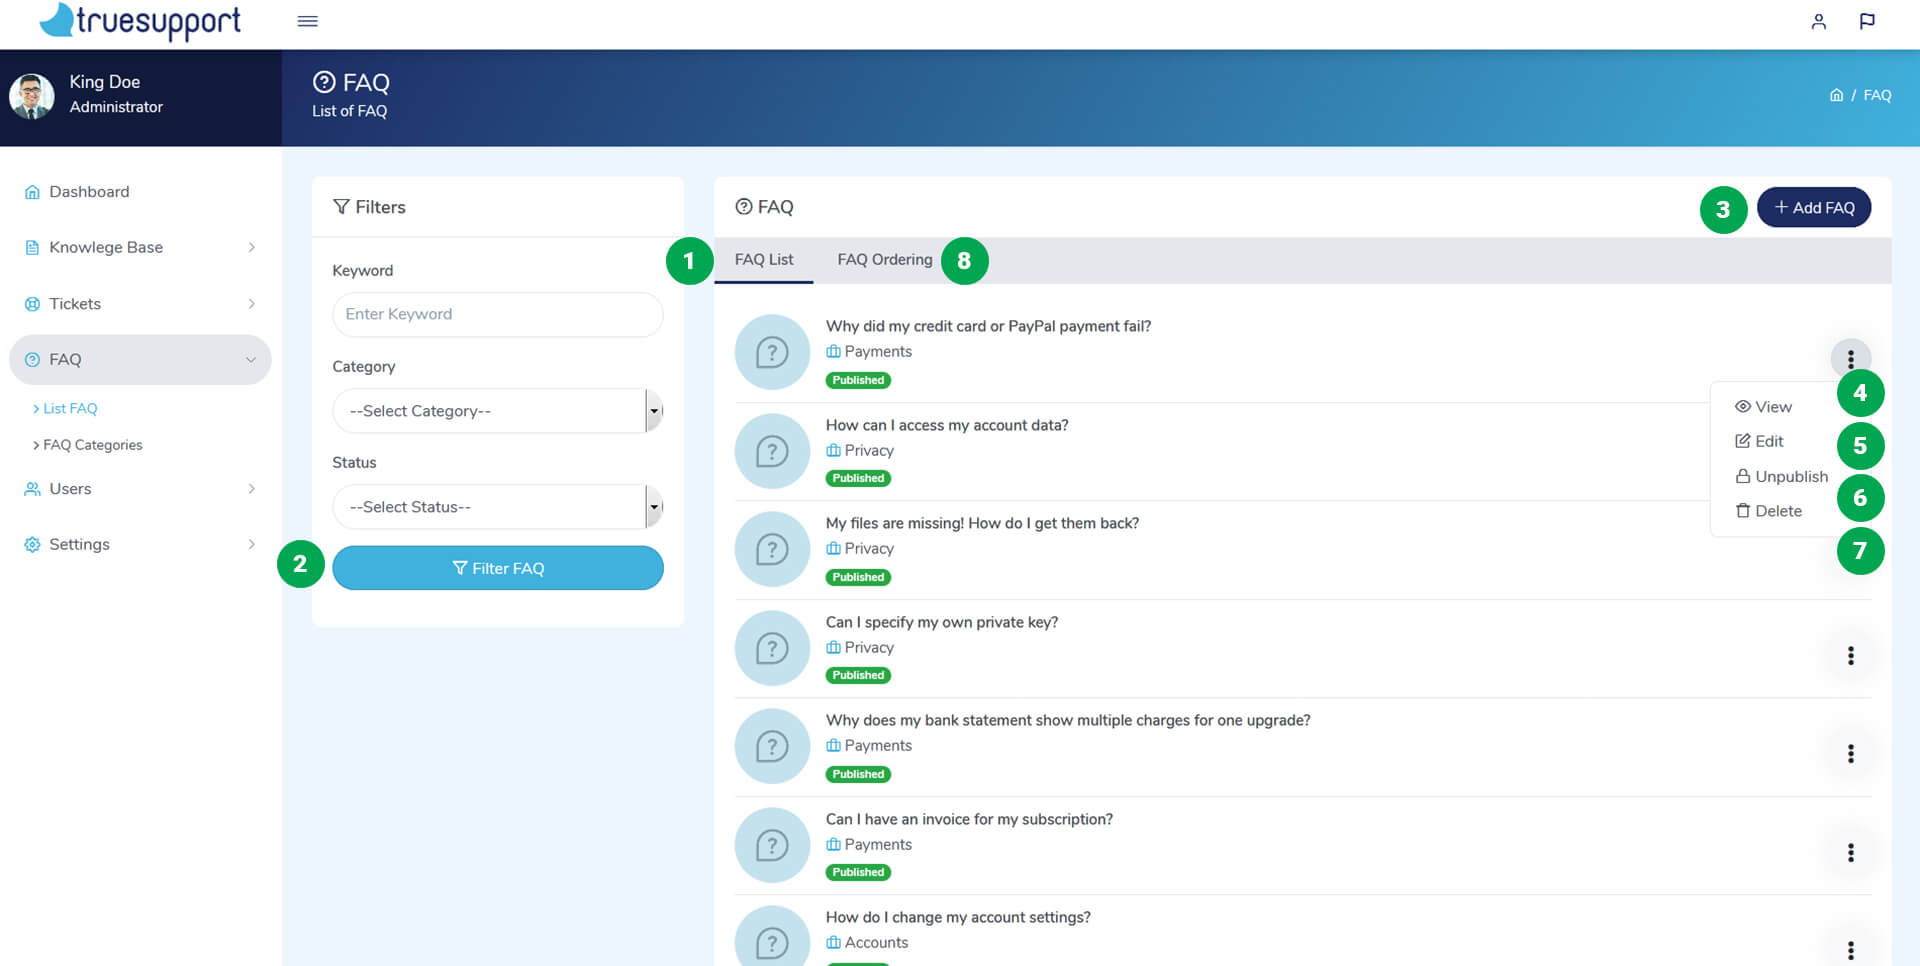 truesupport
King Doe
Administrator
FAQ
List of FAQ
/ FAQ
Dashboard
Knowlege Base
Tickets
FAQ
List FAQ
FAQ Categories
Users
Settings
Filters
Keyword
Enter Keyword
Category
--Select Category--
Status
--Select Status--
2
Filter FAQ
FAQ
3
+ Add FAQ
1
FAQ List
FAQ Ordering
8
Why did my credit card or PayPal payment fail?
Payments
Published
4
View
5
Edit
Unpublish
6
Delete
7
How can I access my account data?
Privacy
Published
My files are missing! How do I get them back?
Privacy
Published
Can I specify my own private key?
Privacy
Published
Why does my bank statement show multiple charges for one upgrade?
Payments
Published
Can I have an invoice for my subscription?
Payments
Published
How do I change my account settings?
Accounts